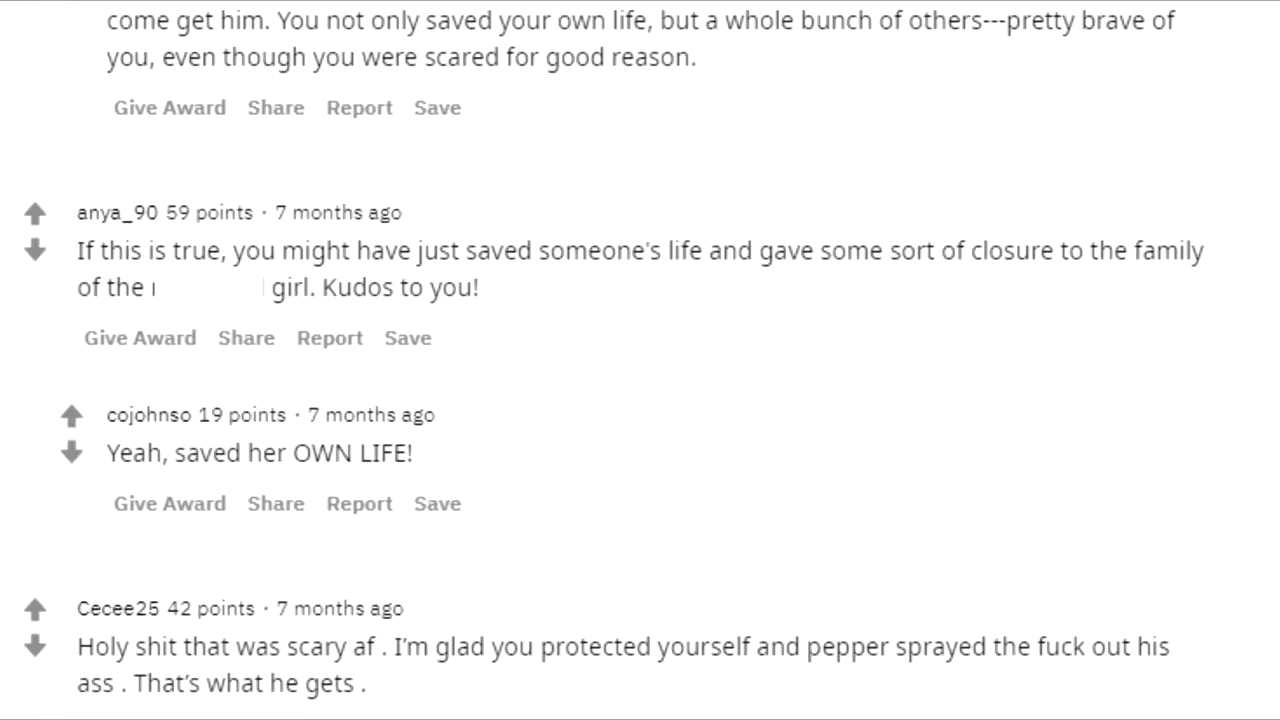 come get him. You not only saved your own life, but a whole bunch of others---pretty brave of
you, even though you were scared for good reason.
Give Award Share Report Save
anya_90 59 points · 7 months ago
If this is true, you might have just saved someone's life and gave some sort of closure to the family
of the girl. Kudos to you!
Give Award Share Report Save
cojohnso 19 points · 7 months ago
Yeah, saved her OWN LIFE!
Give Award Share Report Save
Cecee25 42 points · 7 months ago
Holy shit that was scary af . I’m glad you protected yourself and pepper sprayed the fuck out his
ass . That’s what he gets .